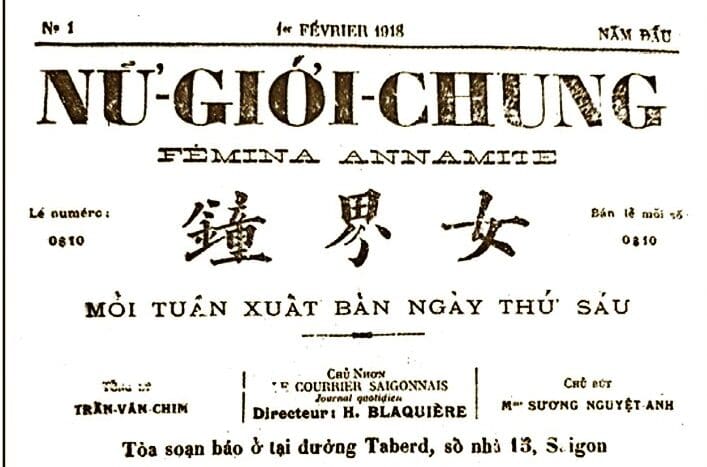 Nº 1 1er FÉVRIER 1918 NĂM ĐẦU
NỮ-GIỚI-CHUNG
FÉMINA ANNAMITE
Lé numéro: Bán lẻ mỗi số
0$10 鐘界女 0$10
MỖI TUẦN XUẤT BẢN NGÀY THỨ SÁU
TỔNG LÝ
TRẦN-VĂN-CHIM
CHỦ NHƠN
LE COURRIER SAIGONNAIS
Journal quotidien
Directeur: H. BLAQUIÈRE
CHỦ BÚT
Mme SƯƠNG NGUYỆT-ANH
Tòa soạn báo ở tại đường Taberd, số nhà 13, Saigon